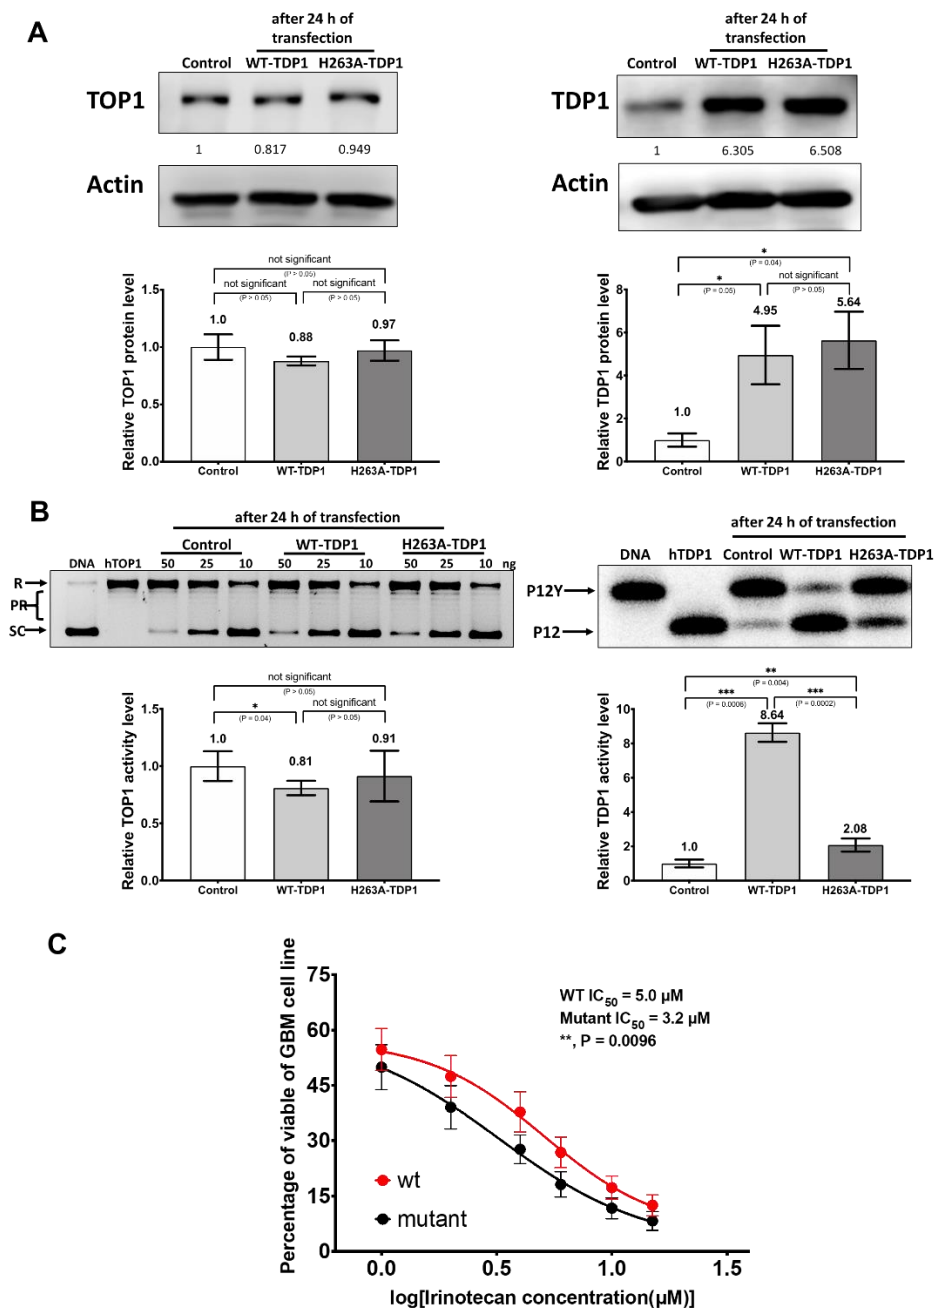 A
after 24 h of
transfection
Control WT-TDP1 H263A-TDP1
TOP1
1 0.817 0.949
Actin
not significant
(P > 0.05)
not significant not significant
(P > 0.05) (P > 0.05)
Relative TOP1 protein level
1.5
1.0
0.5
0.0
1.0 0.88 0.97
Control WT-TDP1 H263A-TDP1
after 24 h of
transfection
Control WT-TDP1 H263A-TDP1
TDP1
1 6.305 6.508
Actin
*
(P = 0.04)
* not significant
(P = 0.05) (P > 0.05)
Relative TDP1 protein level
8
6
4
2
0
1.0 4.95 5.64
Control WT-TDP1 H263A-TDP1
B
after 24 h of transfection
Control WT-TDP1 H263A-TDP1
DNA hTOP1 50 25 10 50 25 10 50 25 10 ng
R
PR
SC
not significant
(P > 0.05)
* not significant
(P = 0.04) (P > 0.05)
Relative TOP1 activity level
1.5
1.0
0.5
0.0
1.0 0.81 0.91
Control WT-TDP1 H263A-TDP1
after 24 h of transfection
DNA hTDP1 Control WT-TDP1 H263A-TDP1
P12Y
P12
**
(P = 0.004)
*** ***
(P = 0.0006) (P = 0.0002)
Relative TDP1 activity level
10
8
6
4
2
0
1.0 8.64 2.08
Control WT-TDP1 H263A-TDP1
C
Percentage of viable of GBM cell line
75
60
45
30
15
0
WT IC50 = 5.0 µM
Mutant IC50 = 3.2 µM
**, P = 0.0096
wt
mutant
0.0 0.5 1.0 1.5
log[Irinotecan concentration(µM)]